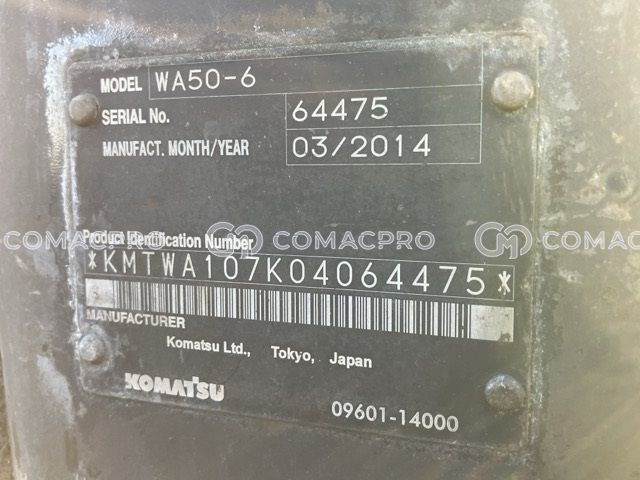 MODEL WA50-6
SERIAL No. 64475
MANUFACT. MONTH/YEAR 03/2014
Product Identification Number
COMACPRO COMACPRO COMACPRO
*KMTWA107K04064475*
MANUFACTURER
Komatsu Ltd., Tokyo, Japan
KOMATSU
09601-14000